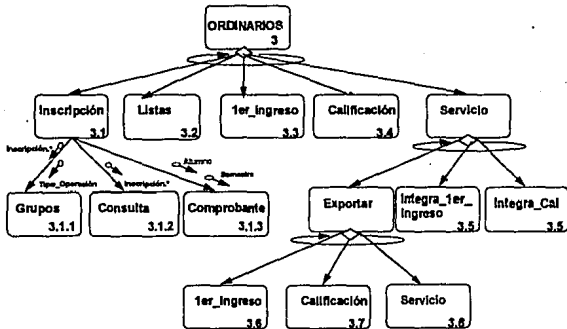 ORDINARIOS
3
Inscripción
3.1
Listas
3.2
1er_ingreso
3.3
Calificación
3.4
Servicio
Inscripción.*
Tipo_Operación
Inscripción.*
Alumno
Semestre
Grupos
3.1.1
Consulta
3.1.2
Comprobante
3.1.3
Exportar
Integra_1er_
Ingreso
3.5
Integra_Cal
3.5
1er_ingreso
3.6
Calificación
3.7
Servicio
3.8